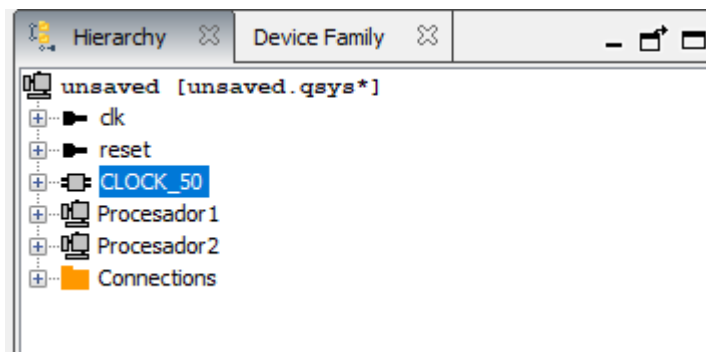 Hierarchy Device Family
unsaved [unsaved.qsys*]
clk
reset
CLOCK_50
Procesador1
Procesador2
Connections